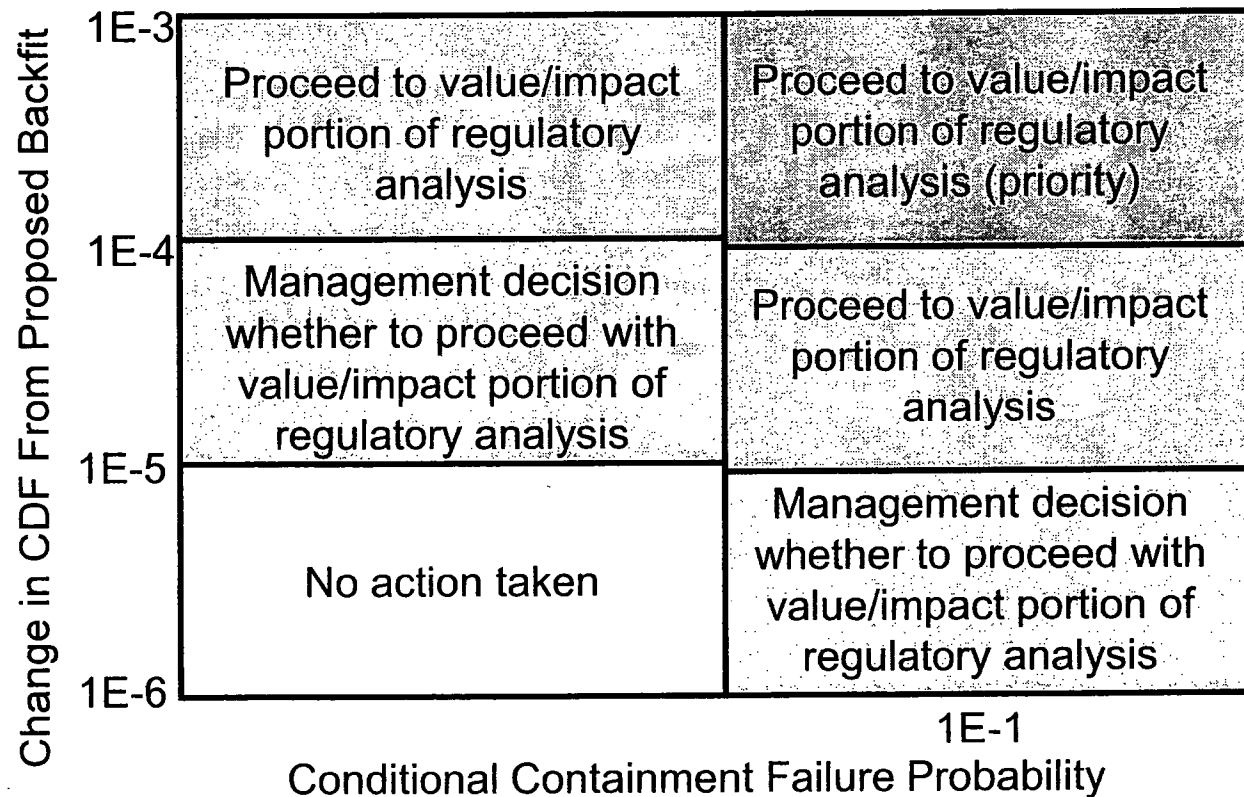 Change in CDF From Proposed Backfit
1E-3
Proceed to value/impact
portion of regulatory
analysis
Proceed to value/impact
portion of regulatory
analysis (priority)
1E-4
Management decision
whether to proceed with
value/impact portion of
regulatory analysis
Proceed to value/impact
portion of regulatory
analysis
1E-5
No action taken
Management decision
whether to proceed with
value/impact portion of
regulatory analysis
1E-6
1E-1
Conditional Containment Failure Probability